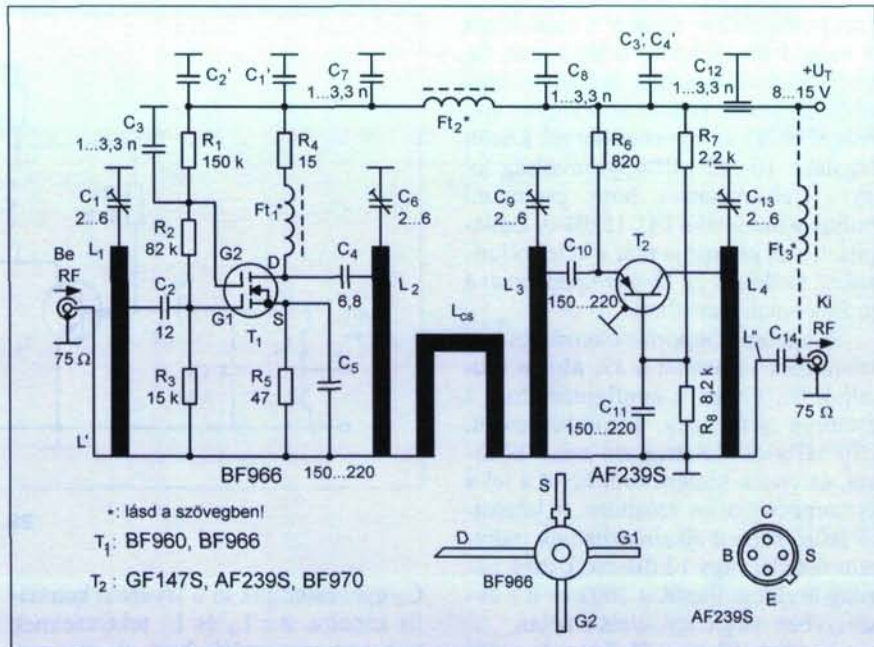 C₂' C₁' C₇ 1...3,3 n
Ft₂*
C₈ 1...3,3 n
C₃', C₄'
C₁₂ 1...3,3 n
+U_T
8...15 V
C₃
1...3,3 n
R₁
150 k
R₄
15
R₆
820
R₇
2,2 k
C₁
2...6
R₂
82 k
Ft₁*
C₆
2...6
C₉
2...6
C₁₃
2...6
Ft₃*
Be
RF
75 Ω
L₁
L'
C₂
12
G2
D
G1
S
T₁
C₄
6,8
L₂
L_cs
L₃
C₁₀
150...220
T₂
L₄
L"
C₁₄
Ki
RF
75 Ω
R₃
15 k
R₅
47
C₅
150...220
C₁₁
150...220
R₈ 8,2 k
BF966
AF239S
*: lásd a szövegben!
T₁: BF960, BF966
T₂: GF147S, AF239S, BF970
S
D
G1
G2
BF966
C
B
S
E
AF239S